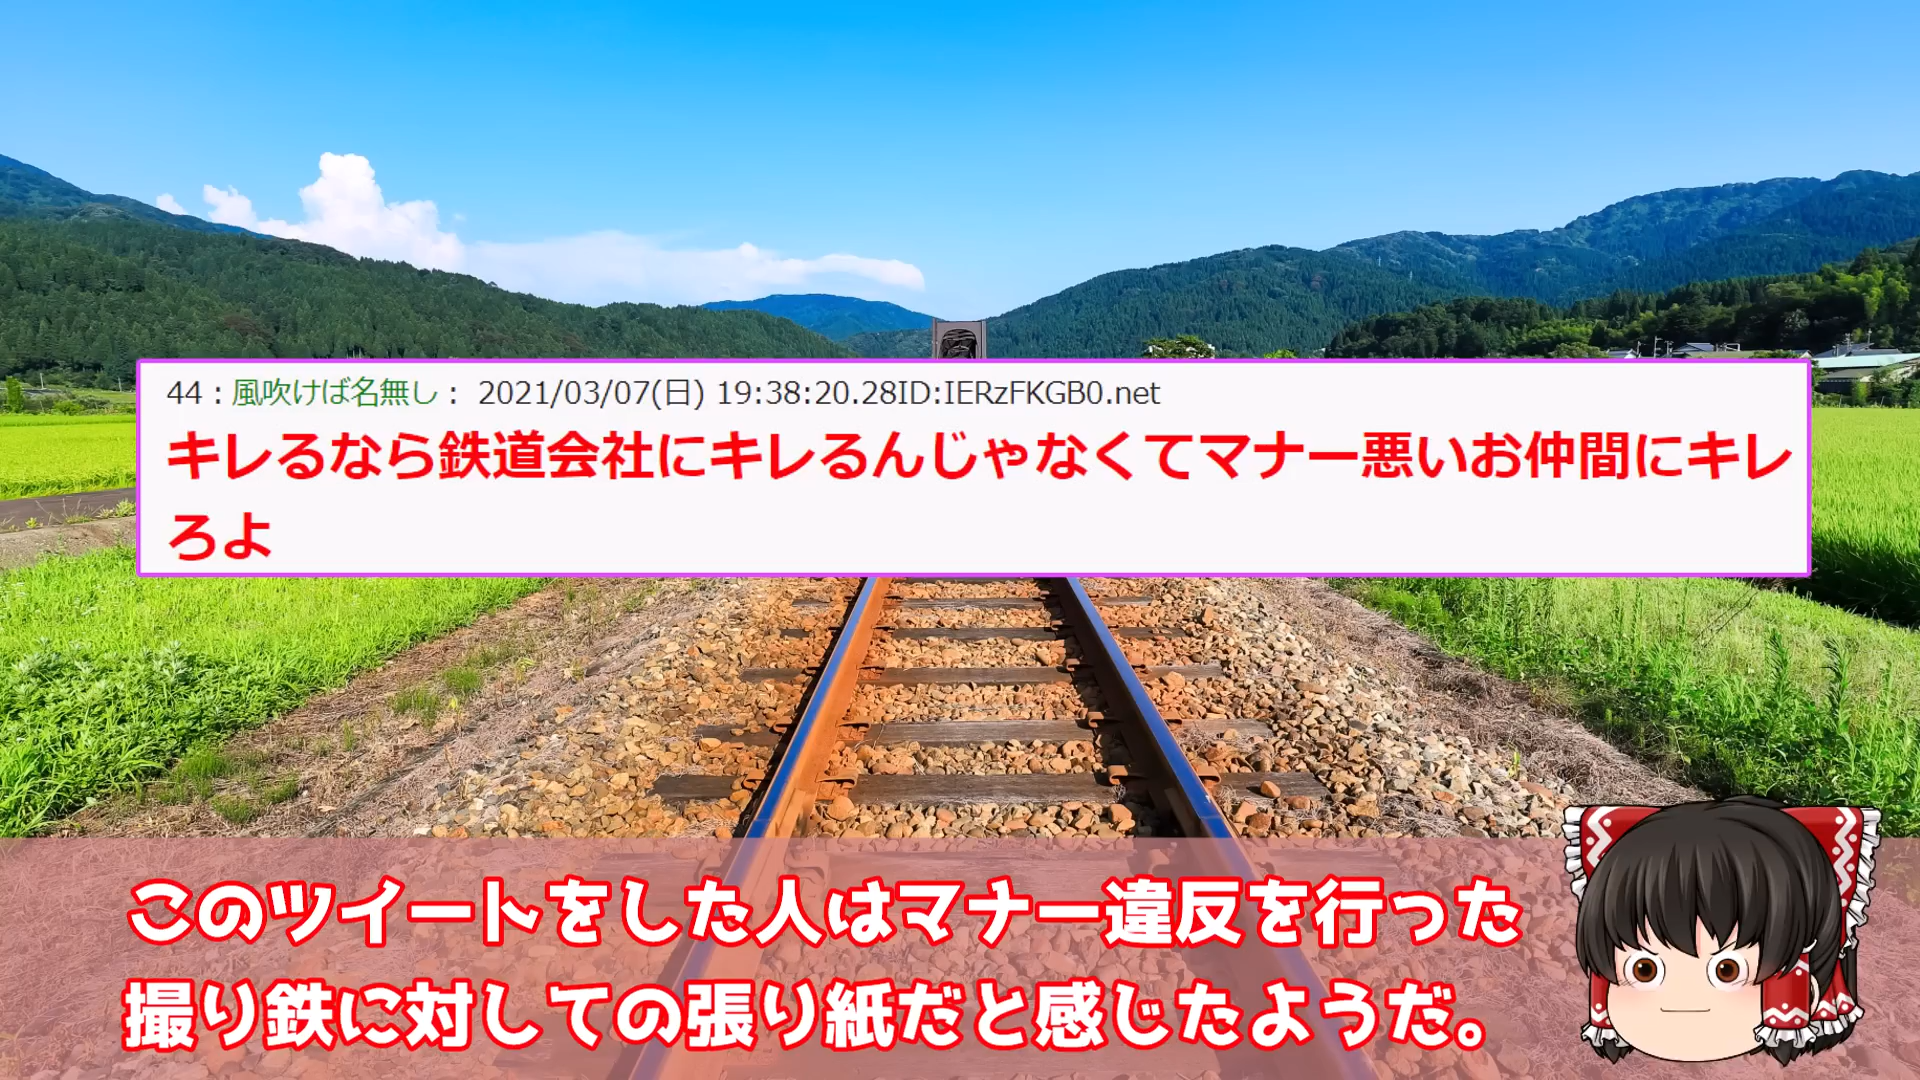 44：風吹けば名無し： 2021/03/07(日) 19:38:20.28ID:IERzFKGB0.net
キレるなら鉄道会社にキレるんじゃなくてマナー悪いお仲間にキレ
ろよ
このツイートをした人はマナー違反を行った
撮り鉄に対しての張り紙だと感じたようだ。